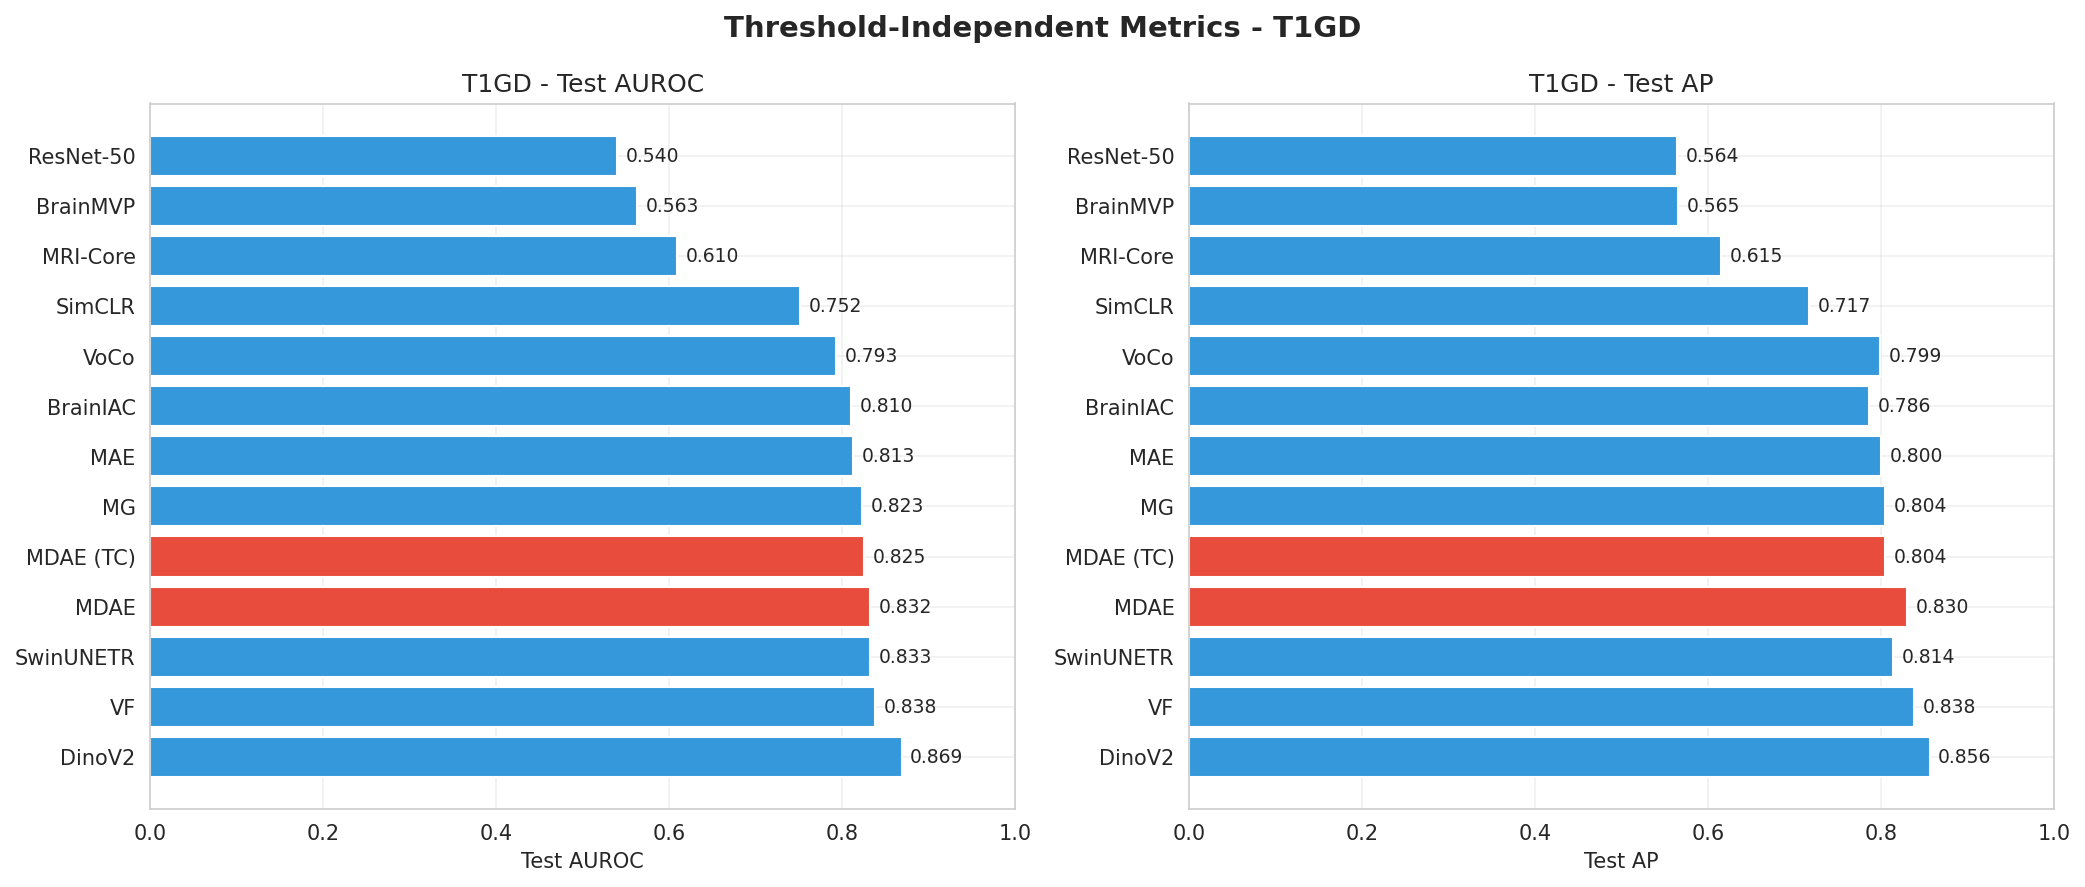 Threshold-Independent Metrics - T1GD
T1GD - Test AUROC
ResNet-50 0.540
BrainMVP 0.563
MRI-Core 0.610
SimCLR 0.752
VoCo 0.793
BrainIAC 0.810
MAE 0.813
MG 0.823
MDAE (TC) 0.825
MDAE 0.832
SwinUNETR 0.833
VF 0.838
DinoV2 0.869
0.0 0.2 0.4 0.6 0.8 1.0
Test AUROC
T1GD - Test AP
ResNet-50 0.564
BrainMVP 0.565
MRI-Core 0.615
SimCLR 0.717
VoCo 0.799
BrainIAC 0.786
MAE 0.800
MG 0.804
MDAE (TC) 0.804
MDAE 0.830
SwinUNETR 0.814
VF 0.838
DinoV2 0.856
0.0 0.2 0.4 0.6 0.8 1.0
Test AP